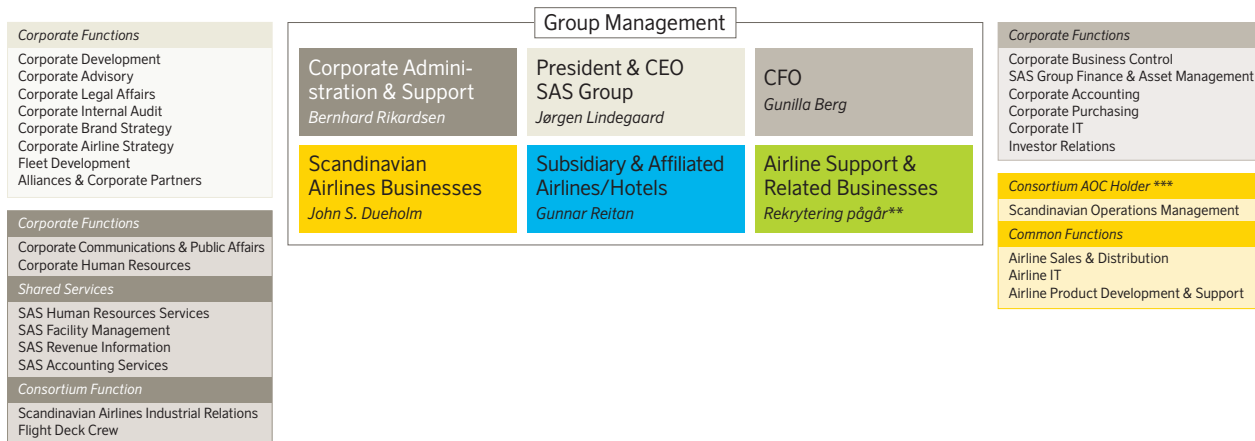 Corporate Functions
Corporate Development
Corporate Advisory
Corporate Legal Affairs
Corporate Internal Audit
Corporate Brand Strategy
Corporate Airline Strategy
Fleet Development
Alliances & Corporate Partners
Corporate Functions
Corporate Communications & Public Affairs
Corporate Human Resources
Shared Services
SAS Human Resources Services
SAS Facility Management
SAS Revenue Information
SAS Accounting Services
Consortium Function
Scandinavian Airlines Industrial Relations
Flight Deck Crew
Group Management
Corporate Admini-
stration & Support
Bernhard Rikardsen
President & CEO
SAS Group
Jørgen Lindegaard
CFO
Gunilla Berg
Scandinavian
Airlines Businesses
John S. Dueholm
Subsidiary & Affiliated
Airlines/Hotels
Gunnar Reitan
Airline Support &
Related Businesses
Rekrytering pågår**
Corporate Functions
Corporate Business Control
SAS Group Finance & Asset Management
Corporate Accounting
Corporate Purchasing
Corporate IT
Investor Relations
Consortium AOC Holder ***
Scandinavian Operations Management
Common Functions
Airline Sales & Distribution
Airline IT
Airline Product Development & Support